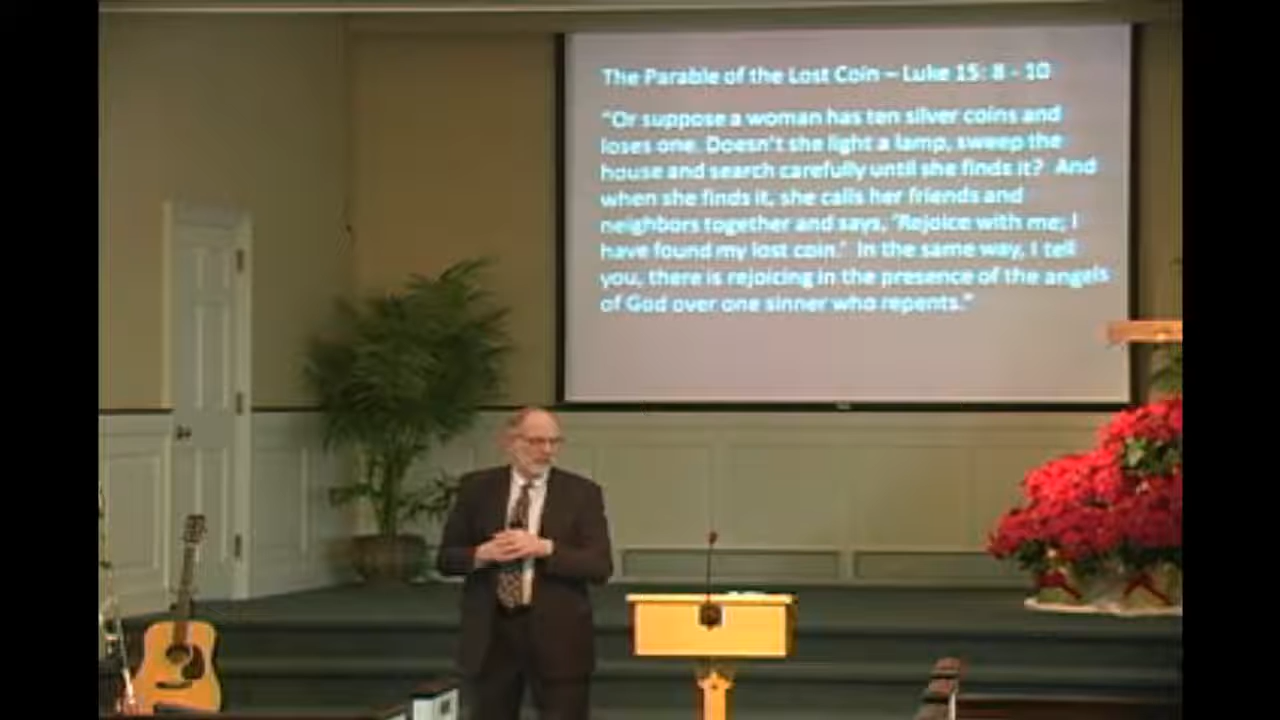 The Parable of the Lost Coin – Luke 15: 8 - 10
"Or suppose a woman has ten silver coins and
loses one. Doesn't she light a lamp, sweep the
house and search carefully until she finds it? And
when she finds it, she calls her friends and
neighbors together and says, 'Rejoice with me; I
have found my lost coin.' In the same way, I tell
you, there is rejoicing in the presence of the angels
of God over one sinner who repents."